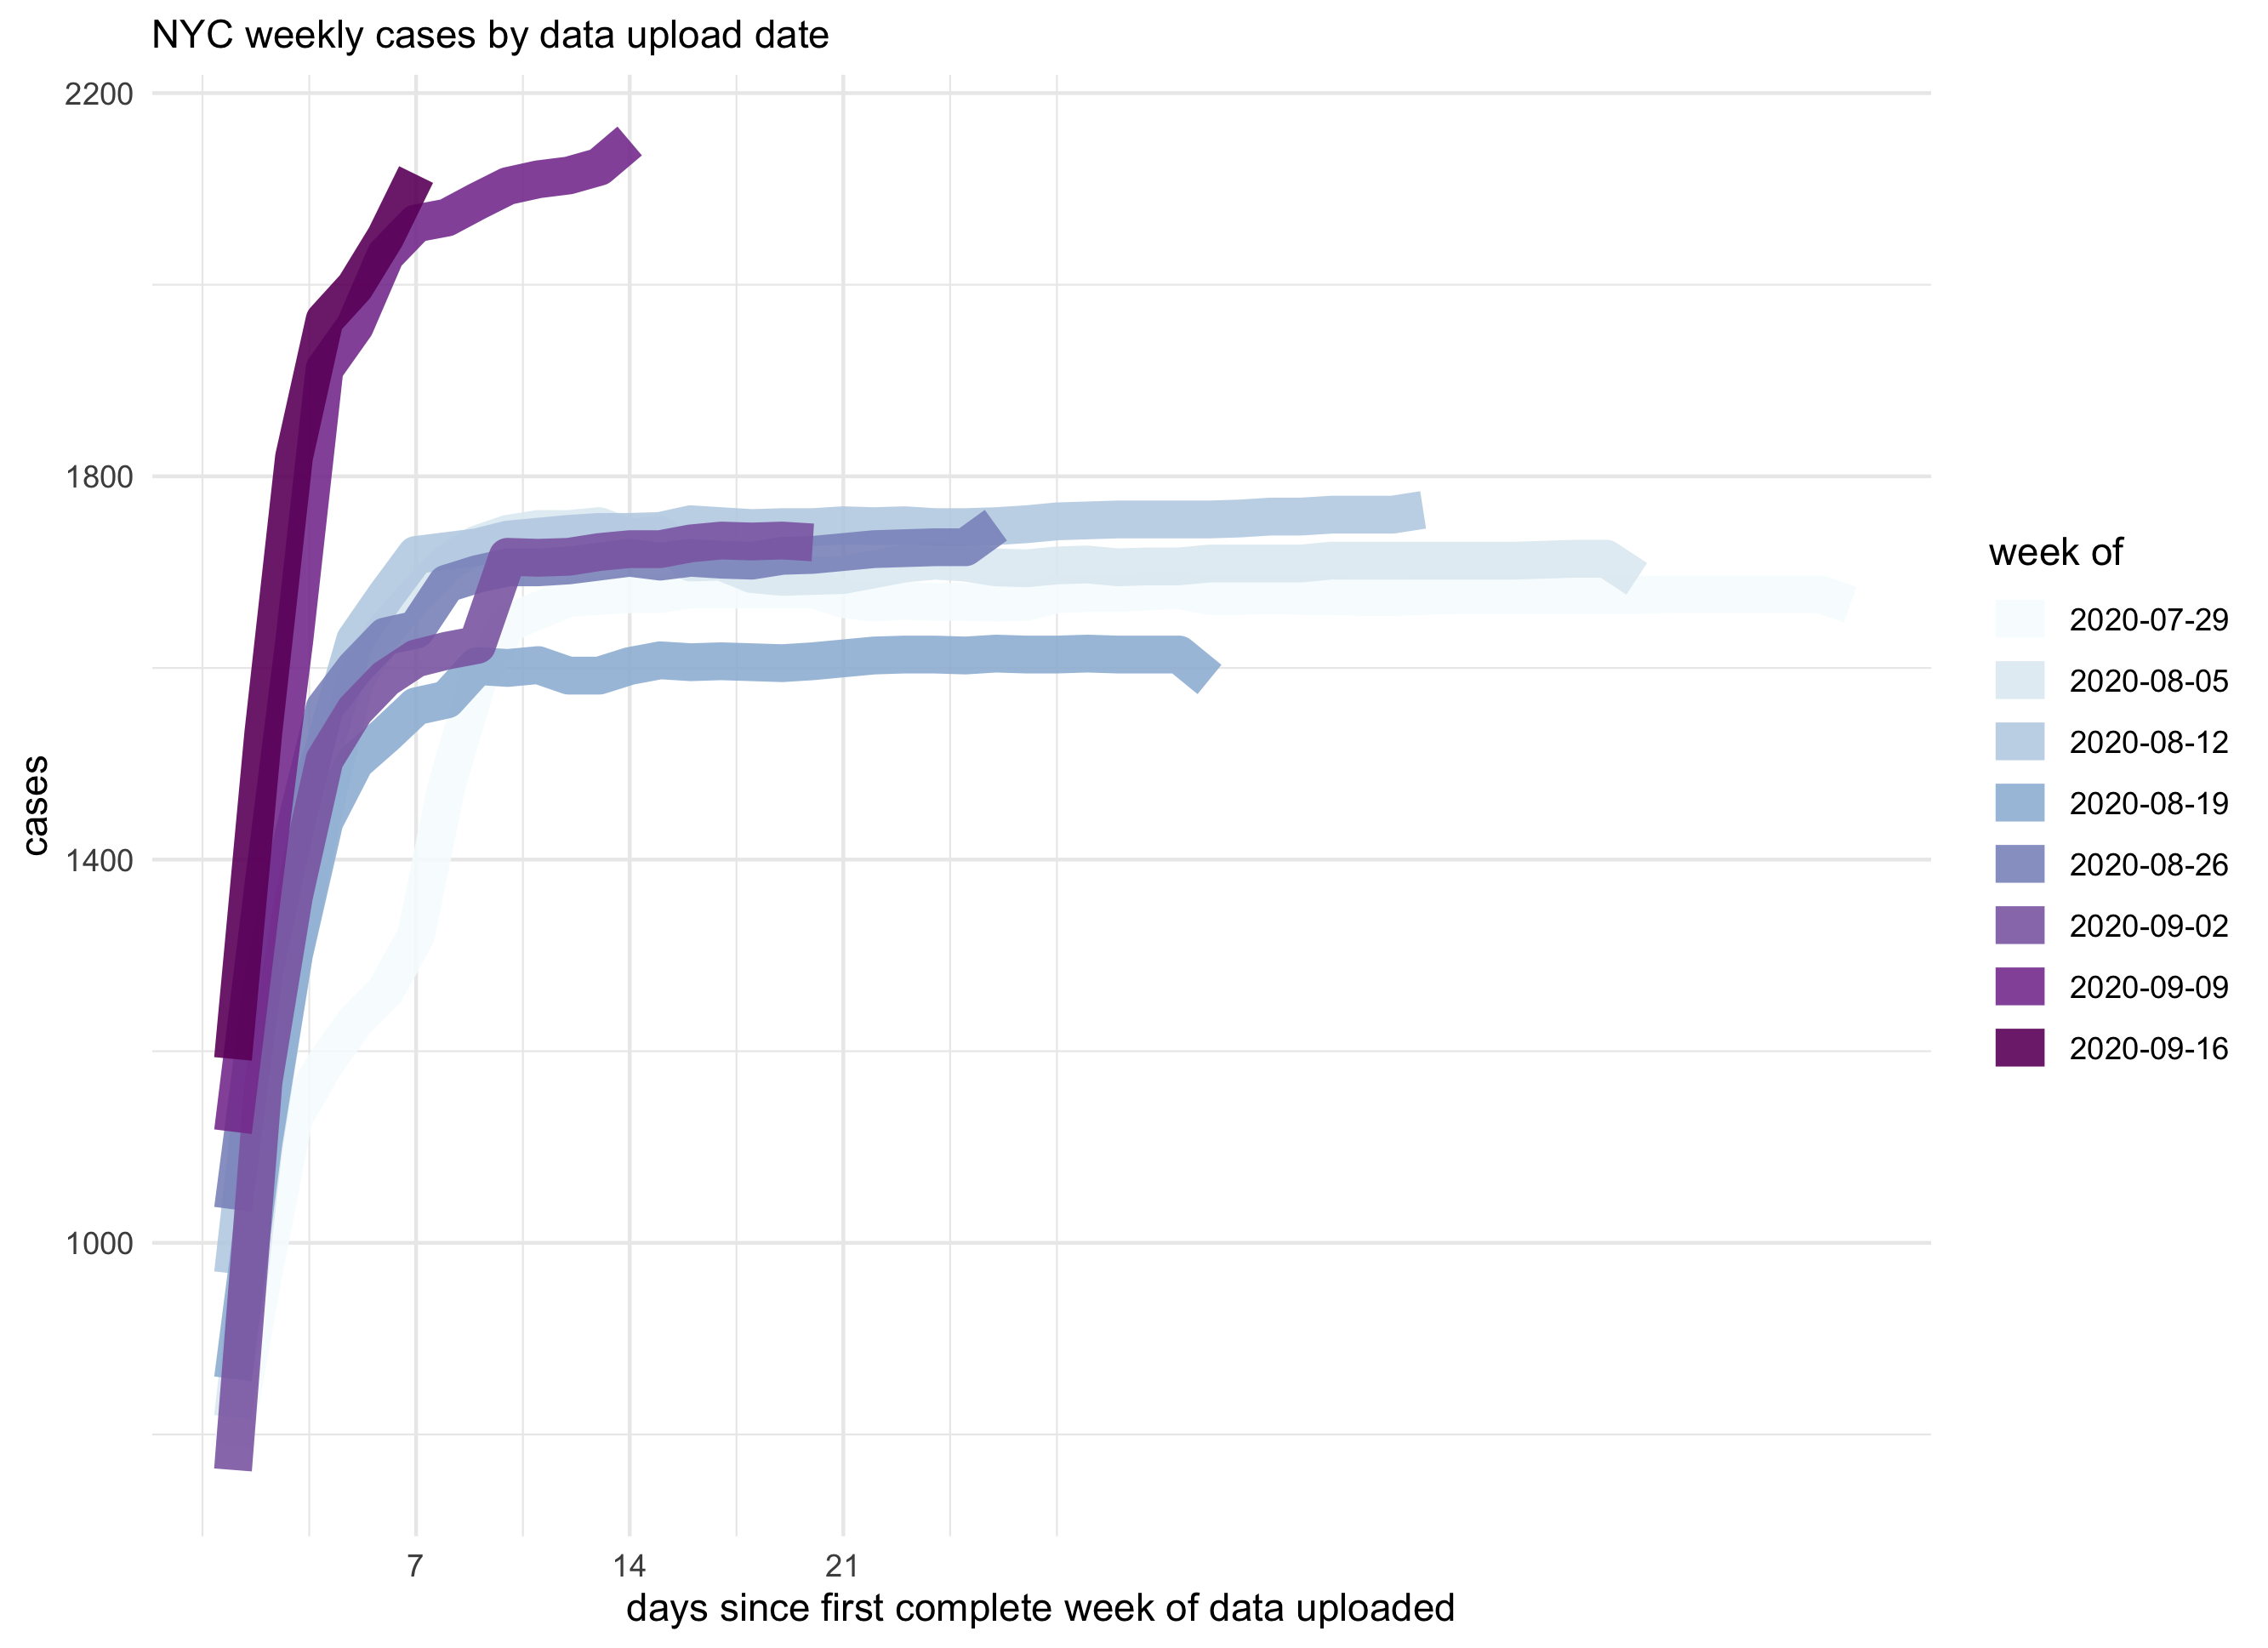 NYC weekly cases by data upload date
2200
1800
1400
1000
cases
7 14 21
days since first complete week of data uploaded
week of
2020-07-29
2020-08-05
2020-08-12
2020-08-19
2020-08-26
2020-09-02
2020-09-09
2020-09-16